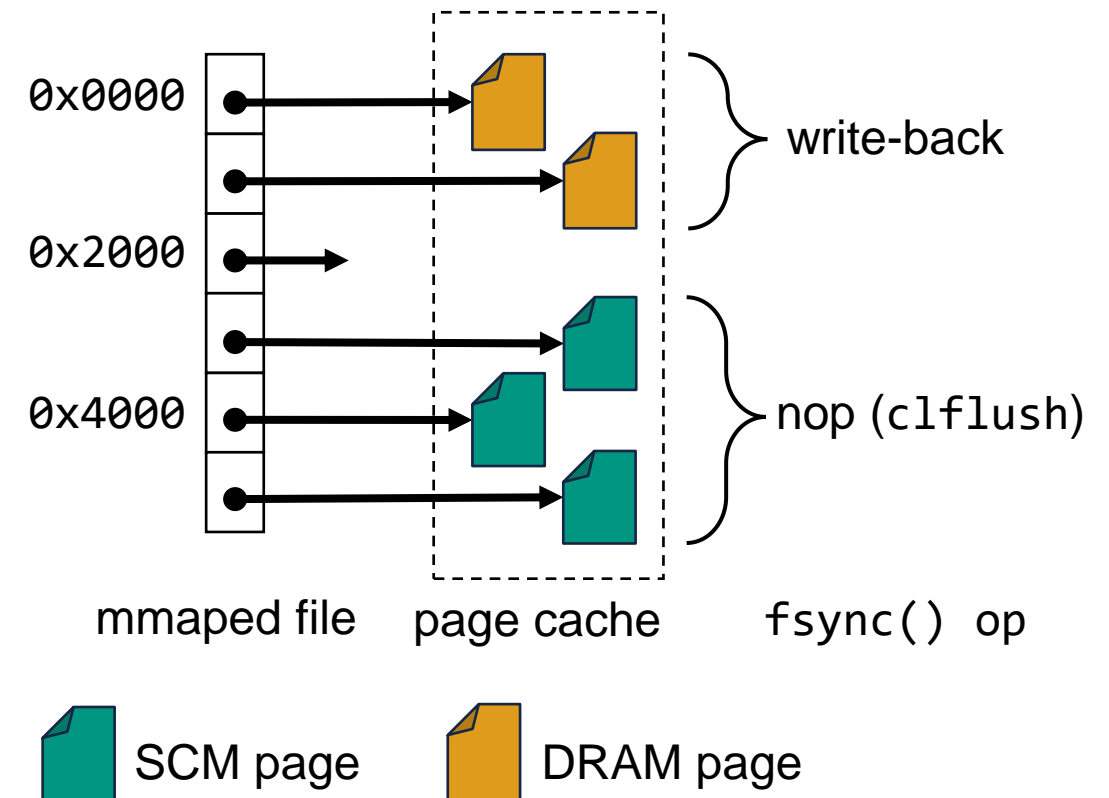 0x0000
write-back
0x2000
0x4000
nop (clflush)
mmaped file
page cache
fsync() op
SCM page
DRAM page